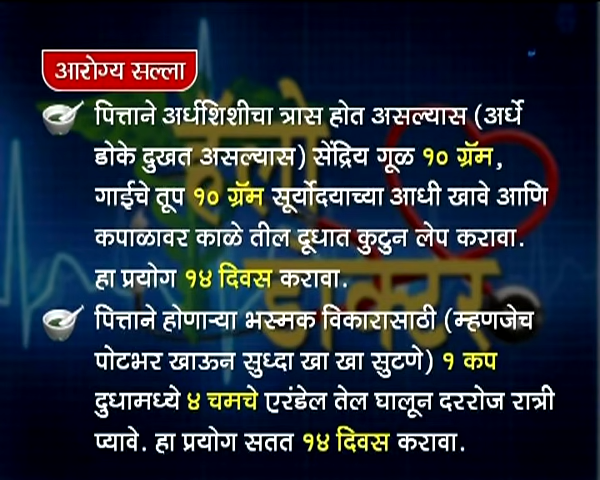 आरोग्य सल्ला
पित्ताने अर्धशिशीचा त्रास होत असल्यास (अर्धे
डोके दुखत असल्यास) सेंद्रिय गूळ १० ग्रॅम,
गाईचे तूप १० ग्रॅम सूर्योदयाच्या आधी खावे आणि
कपाळावर काळे तील दूधात कुटुन लेप करावा.
हा प्रयोग १४ दिवस करावा.
पित्ताने होणाऱ्या भस्मक विकारासाठी (म्हणजेच
पोटभर खाऊन सुध्दा खा खा सुटणे) १ कप
दुधामध्ये ४ चमचे एरंडेल तेल घालून दररोज रात्री
प्यावे. हा प्रयोग सतत १४ दिवस करावा.
हॅलो
डॉक्टर